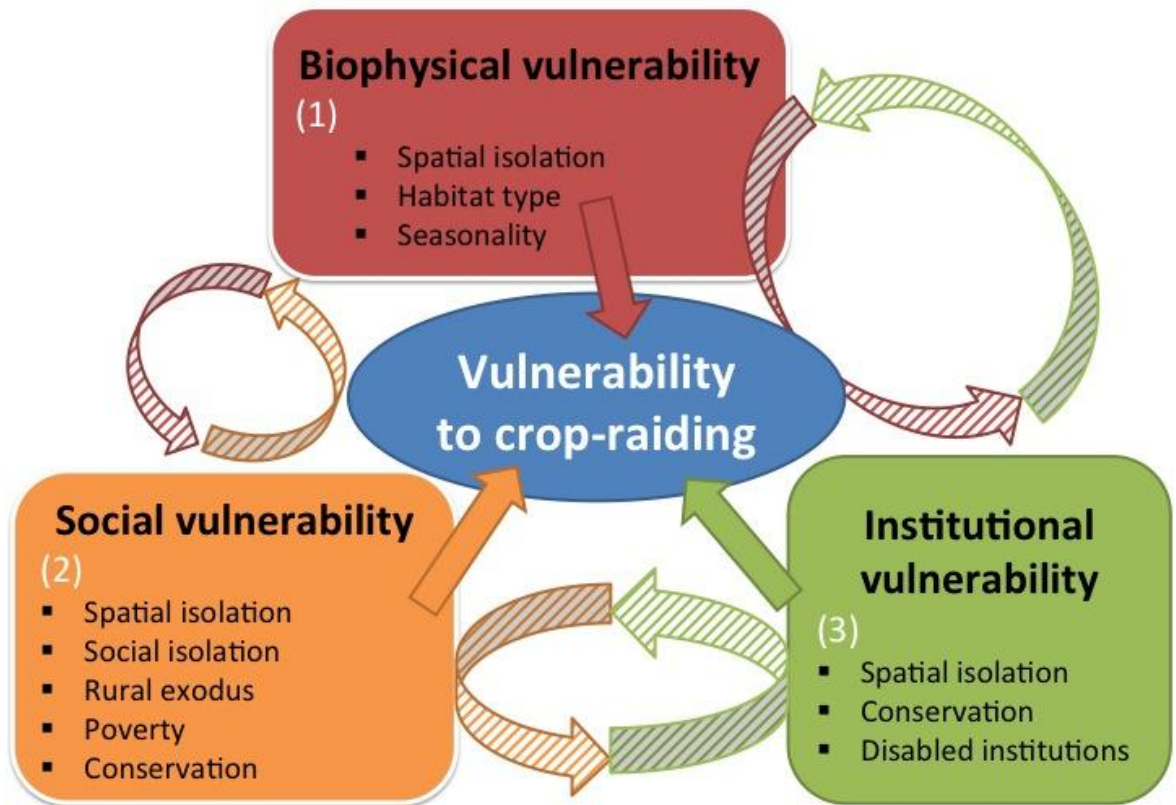 Biophysical vulnerability
(1)
▪ Spatial isolation
▪ Habitat type
▪ Seasonality
Vulnerability
to crop-raiding
Social vulnerability
(2)
▪ Spatial isolation
▪ Social isolation
▪ Rural exodus
▪ Poverty
▪ Conservation
Institutional
vulnerability
(3)
▪ Spatial isolation
▪ Conservation
▪ Disabled institutions